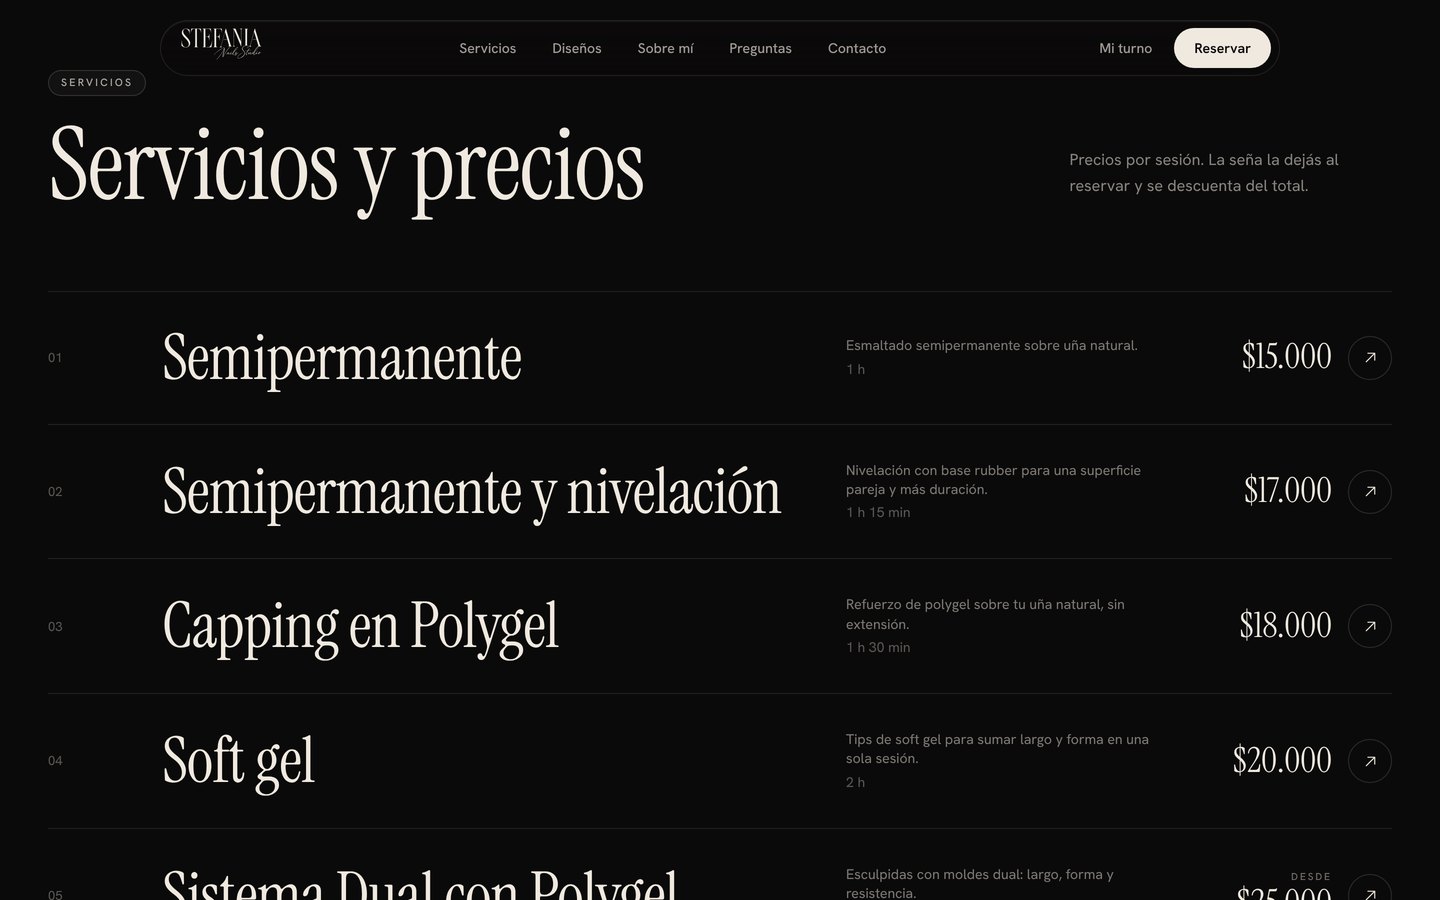 STEFANIA
Nails Studio
Servicios
Diseños
Sobre mí
Preguntas
Contacto
Mi turno
Reservar
SERVICIOS
Servicios y precios
Precios por sesión. La seña la dejás al
reservar y se descuenta del total.
01
Semipermanente
Esmaltado semipermanente sobre uña natural.
1 h
$15.000
02
Semipermanente y nivelación
Nivelación con base rubber para una superficie
pareja y más duración.
1 h 15 min
$17.000
03
Capping en Polygel
Refuerzo de polygel sobre tu uña natural, sin
extensión.
1 h 30 min
$18.000
04
Soft gel
Tips de soft gel para sumar largo y forma en una
sola sesión.
2 h
$20.000
05
Sistema Dual con Polygel
Esculpidas con moldes dual: largo, forma y
resistencia.
DESDE
$25.000